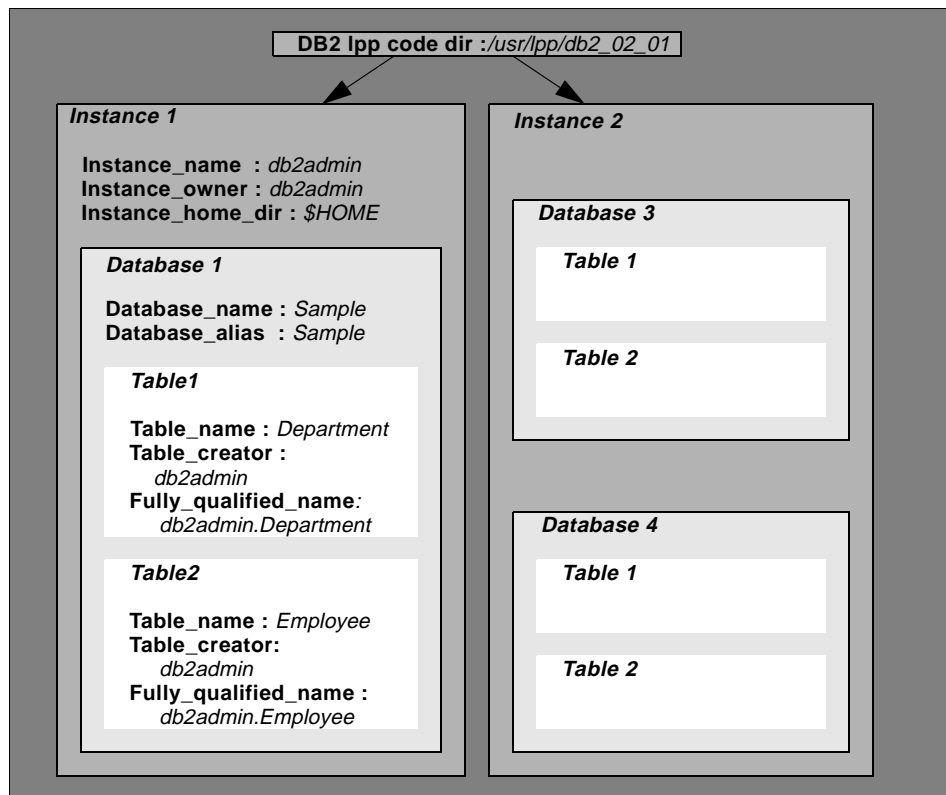 DB2 lpp code dir :/usr/lpp/db2_02_01
Instance 1
Instance_name : db2admin
Instance_owner : db2admin
Instance_home_dir : $HOME
Database 1
Database_name : Sample
Database_alias : Sample
Table1
Table_name : Department
Table_creator :
db2admin
Fully_qualified_name:
db2admin.Department
Table2
Table_name : Employee
Table_creator:
db2admin
Fully_qualified_name :
db2admin.Employee
Instance 2
Database 3
Table 1
Table 2
Database 4
Table 1
Table 2